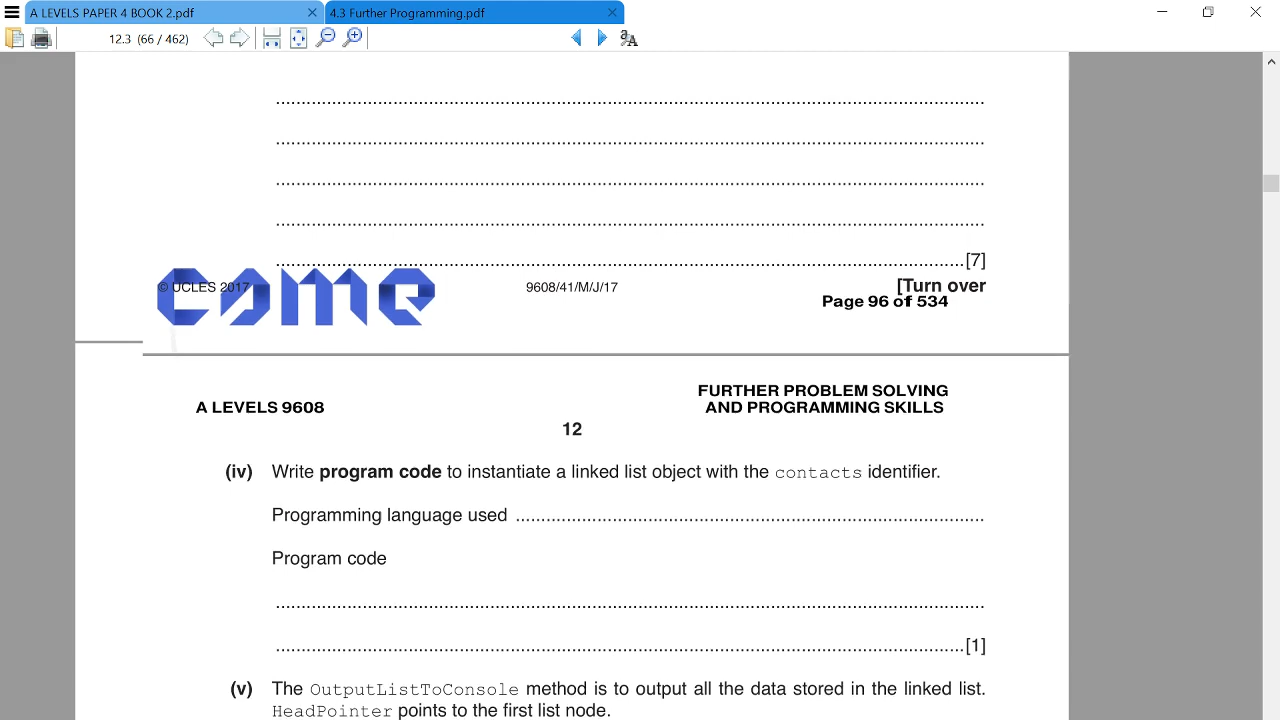 A LEVELS PAPER 4 BOOK 2.pdf
4.3 Further Programming.pdf
12.3 (66 / 462)
..............................................................................................................................................
..............................................................................................................................................
..............................................................................................................................................
..............................................................................................................................................
..........................................................................................................................................[7]
© UCLES 2017
9608/41/M/J/17
[Turn over
come
Page 96 of 534
FURTHER PROBLEM SOLVING
A LEVELS 9608
AND PROGRAMMING SKILLS
12
(iv) Write program code to instantiate a linked list object with the contacts identifier.
Programming language used ..............................................................................................
Program code
..............................................................................................................................................
..........................................................................................................................................[1]
(v) The OutputListToConsole method is to output all the data stored in the linked list.
HeadPointer points to the first list node.